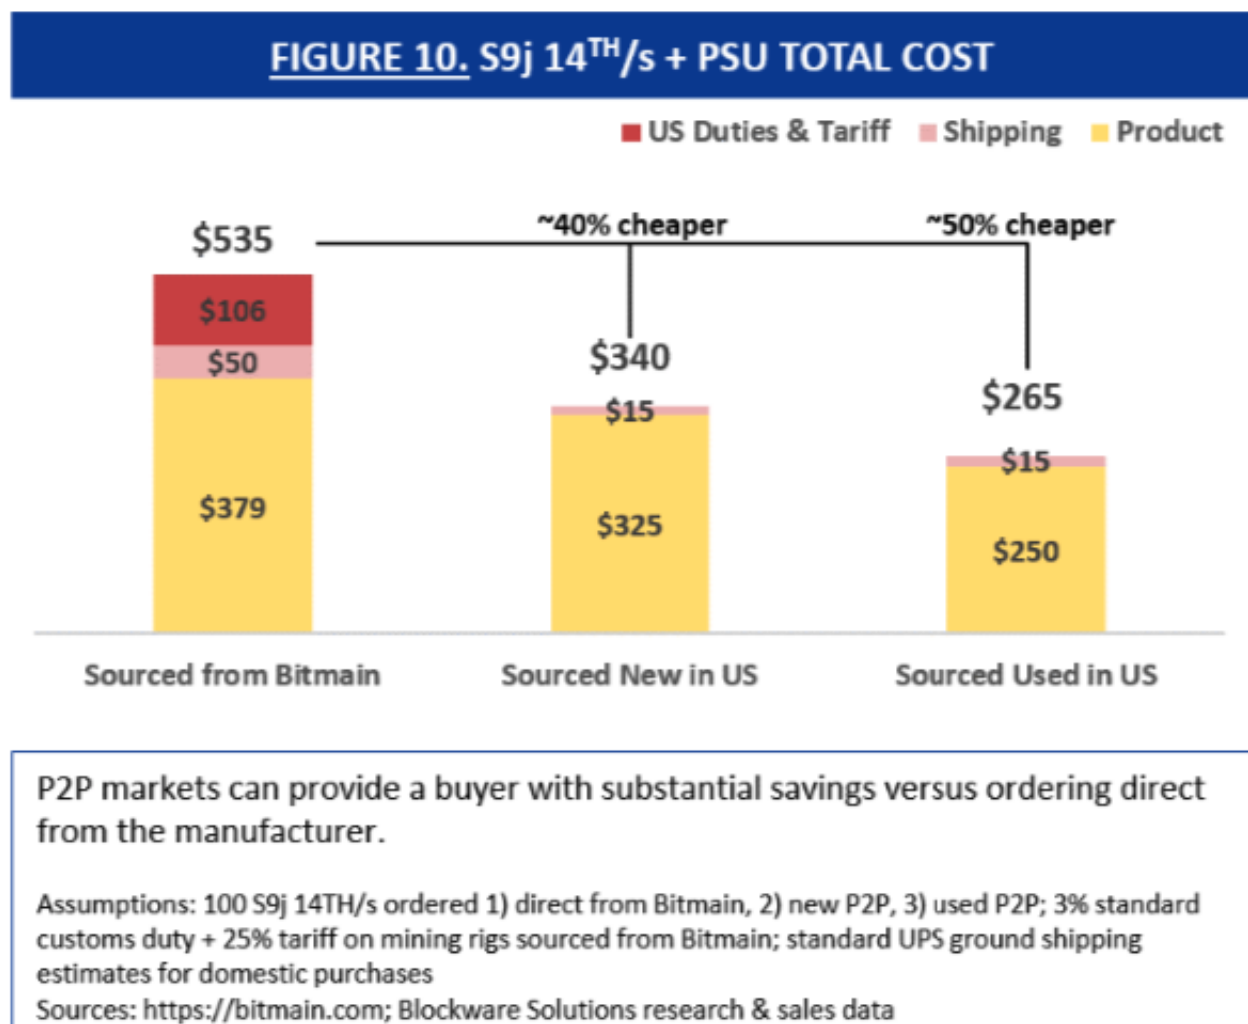 FIGURE 10. S9j 14TH/s + PSU TOTAL COST
US Duties & Tariff Shipping Product
~40% cheaper ~50% cheaper
$535
$106
$50
$379
$340
$15
$325
$265
$15
$250
Sourced from Bitmain Sourced New in US Sourced Used in US
P2P markets can provide a buyer with substantial savings versus ordering direct
from the manufacturer.
Assumptions: 100 S9j 14TH/s ordered 1) direct from Bitmain, 2) new P2P, 3) used P2P; 3% standard
customs duty + 25% tariff on mining rigs sourced from Bitmain; standard UPS ground shipping
estimates for domestic purchases
Sources: https://bitmain.com; Blockware Solutions research & sales data